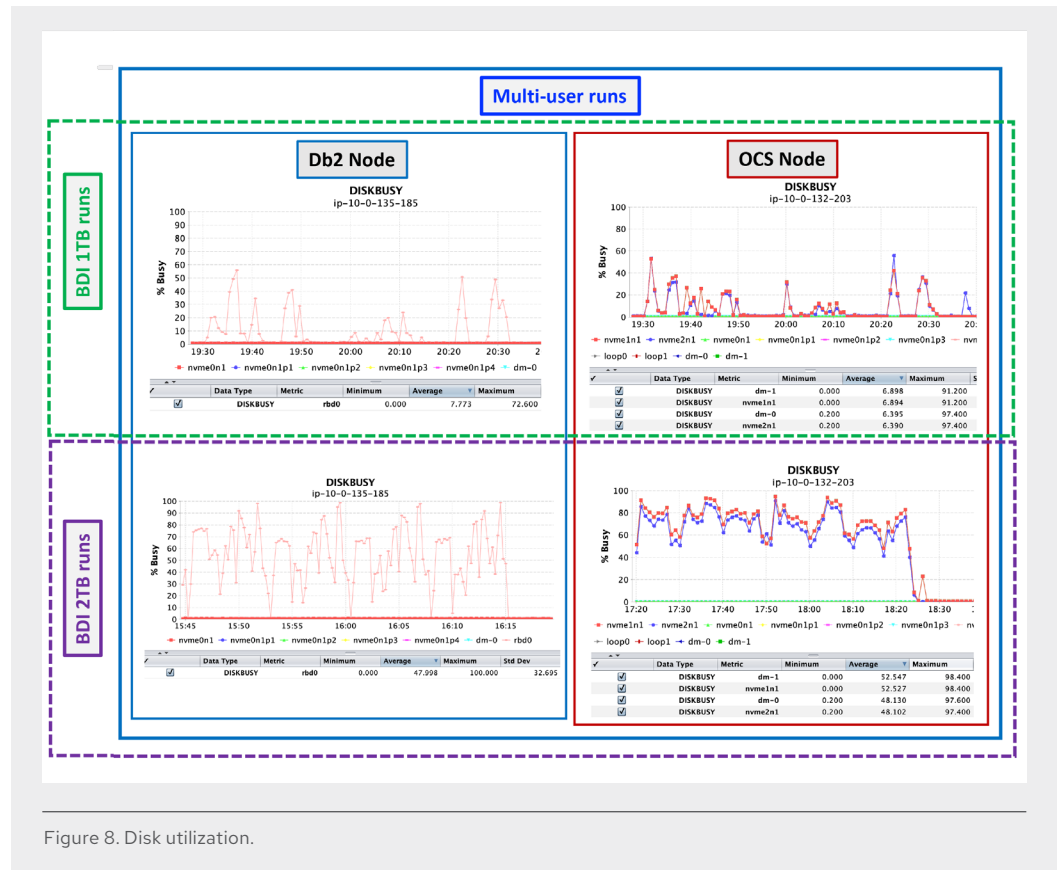 Multi-user runs
BDI 1TB runs
Db2 Node
DISKBUSY
ip-10-0-135-185
% Busy
100
90
80
70
60
50
40
30
20
10
0
19:30 19:40 19:50 20:00 20:10 20:20 20:30 2
nvme0n1 nvme0n1p1 nvme0n1p2 nvme0n1p3 nvme0n1p4 dm-0
Data Type Metric Minimum Average Maximum
DISKBUSY rbd0 0.000 7.773 72.600
OCS Node
DISKBUSY
ip-10-0-132-203
% Busy
100
80
60
40
20
0
19:30 19:40 19:50 20:00 20:10 20:20 20:30 20:
nvme1n1 nvme2n1 nvme0n1 nvme0n1p1 nvme0n1p2 nvme0n1p3 nvn
loop0 loop1 dm-0 dm-1
Data Type Metric Minimum Average Maximum S
DISKBUSY dm-1 0.000 6.898 91.200
DISKBUSY nvme1n1 0.000 6.894 91.200
DISKBUSY dm-0 0.200 6.395 97.400
DISKBUSY nvme2n1 0.200 6.390 97.400
BDI 2TB runs
DISKBUSY
ip-10-0-135-185
% Busy
100
90
80
70
60
50
40
30
20
10
0
15:45 15:50 15:55 16:00 16:05 16:10 16:15
nvme0n1 nvme0n1p1 nvme0n1p2 nvme0n1p3 nvme0n1p4 dm-0 rbd0
Data Type Metric Minimum Average Maximum Std Dev
DISKBUSY rbd0 0.000 47.998 100.000 32.695
DISKBUSY
ip-10-0-132-203
% Busy
100
80
60
40
20
0
17:20 17:30 17:40 17:50 18:00 18:10 18:20 18:30
nvme1n1 nvme2n1 nvme0n1 nvme0n1p1 nvme0n1p2 nvme0n1p3
loop0 loop1 dm-0 dm-1
Data Type Metric Minimum Average Maximum
DISKBUSY dm-1 0.000 52.547 98.400
DISKBUSY nvme1n1 0.000 52.527 98.400
DISKBUSY dm-0 0.200 48.130 97.600
DISKBUSY nvme2n1 0.200 48.102 97.400
Figure 8. Disk utilization.